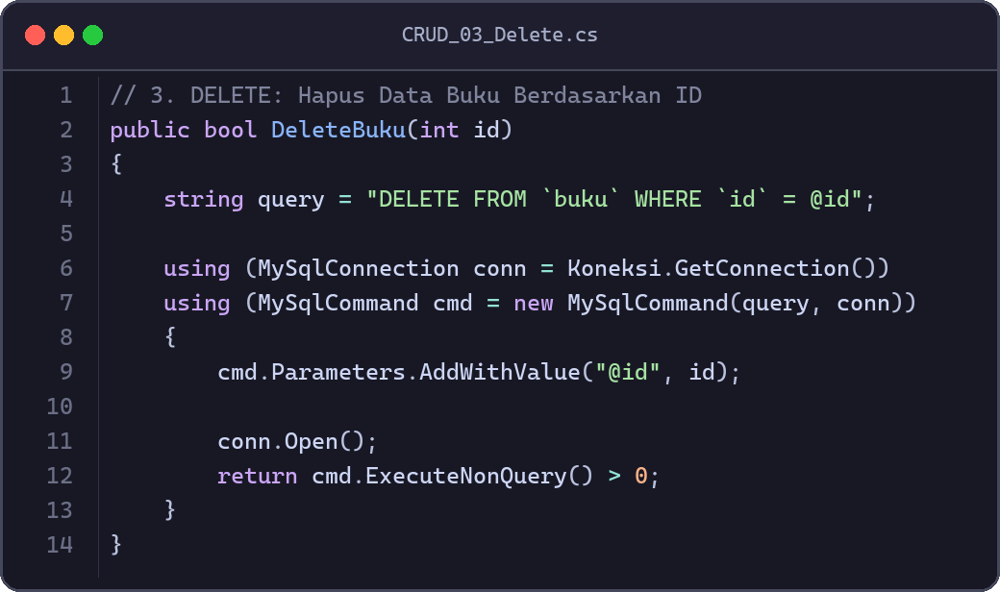 CRUD_03_Delete.cs
1 // 3. DELETE: Hapus Data Buku Berdasarkan ID
2 public bool DeleteBuku(int id)
3 {
4     string query = "DELETE FROM `buku` WHERE `id` = @id";
5
6     using (MySqlConnection conn = Koneksi.GetConnection())
7     using (MySqlCommand cmd = new MySqlCommand(query, conn))
8     {
9         cmd.Parameters.AddWithValue("@id", id);
10
11         conn.Open();
12         return cmd.ExecuteNonQuery() > 0;
13     }
14 }